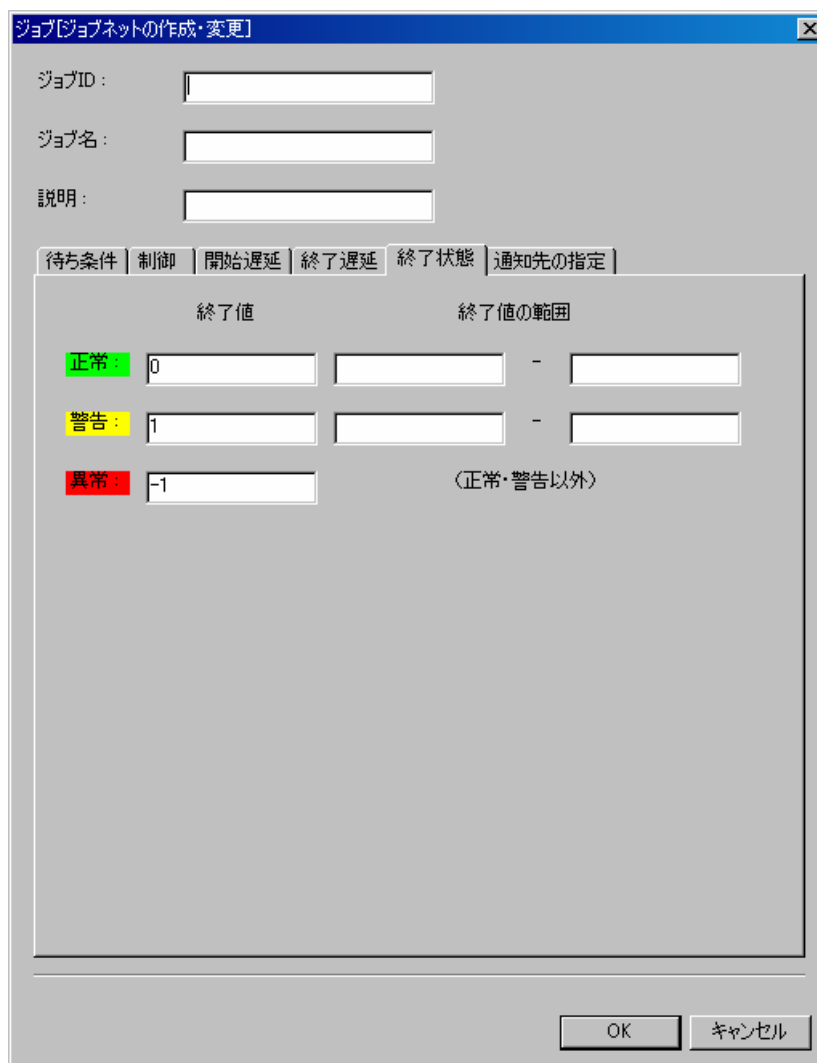 ジョブ[ジョブネットの作成・変更]
ジョブID：
ジョブ名：
説明：
待ち条件 制御 開始遅延 終了遅延 終了状態 通知先の指定
終了値 終了値の範囲
正常： 0 -
警告： 1 -
異常： -1 （正常・警告以外）
OK キャンセル